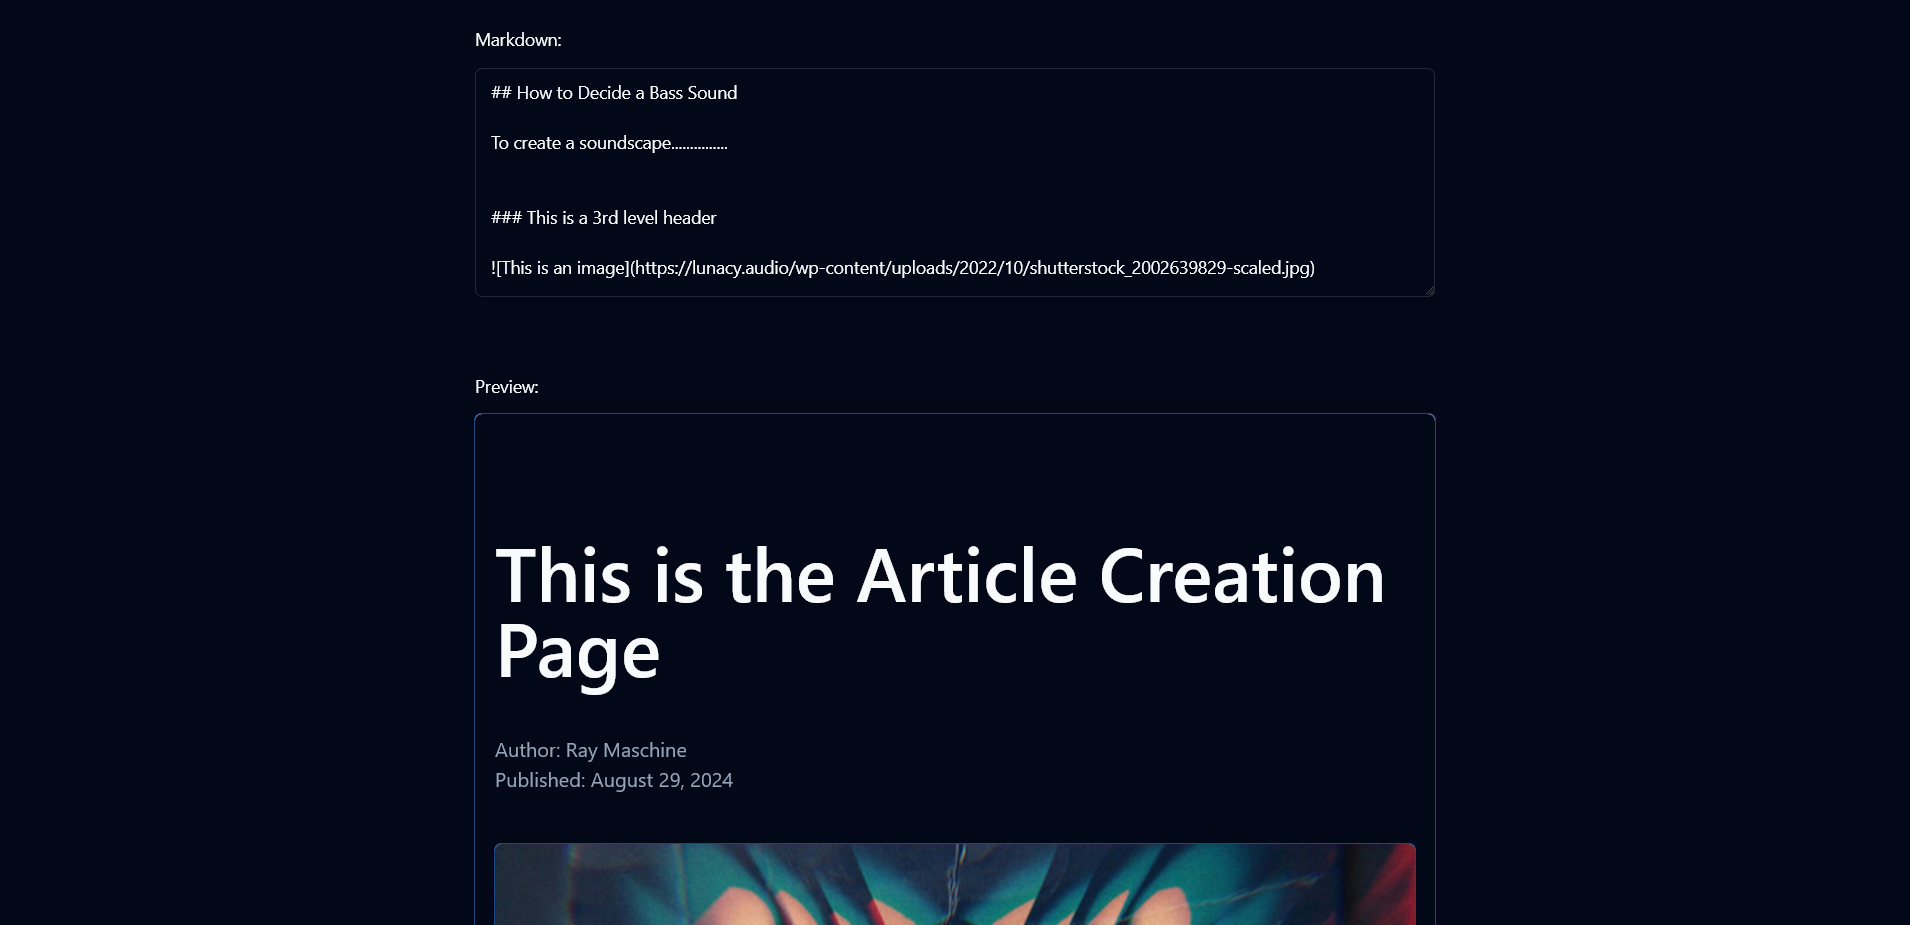 Markdown:
## How to Decide a Bass Sound
To create a soundscape...............
### This is a 3rd level header
![This is an image](https://lunacy.audio/wp-content/uploads/2022/10/shutterstock_2002639829-scaled.jpg)
Preview:
This is the Article Creation
Page
Author: Ray Maschine
Published: August 29, 2024